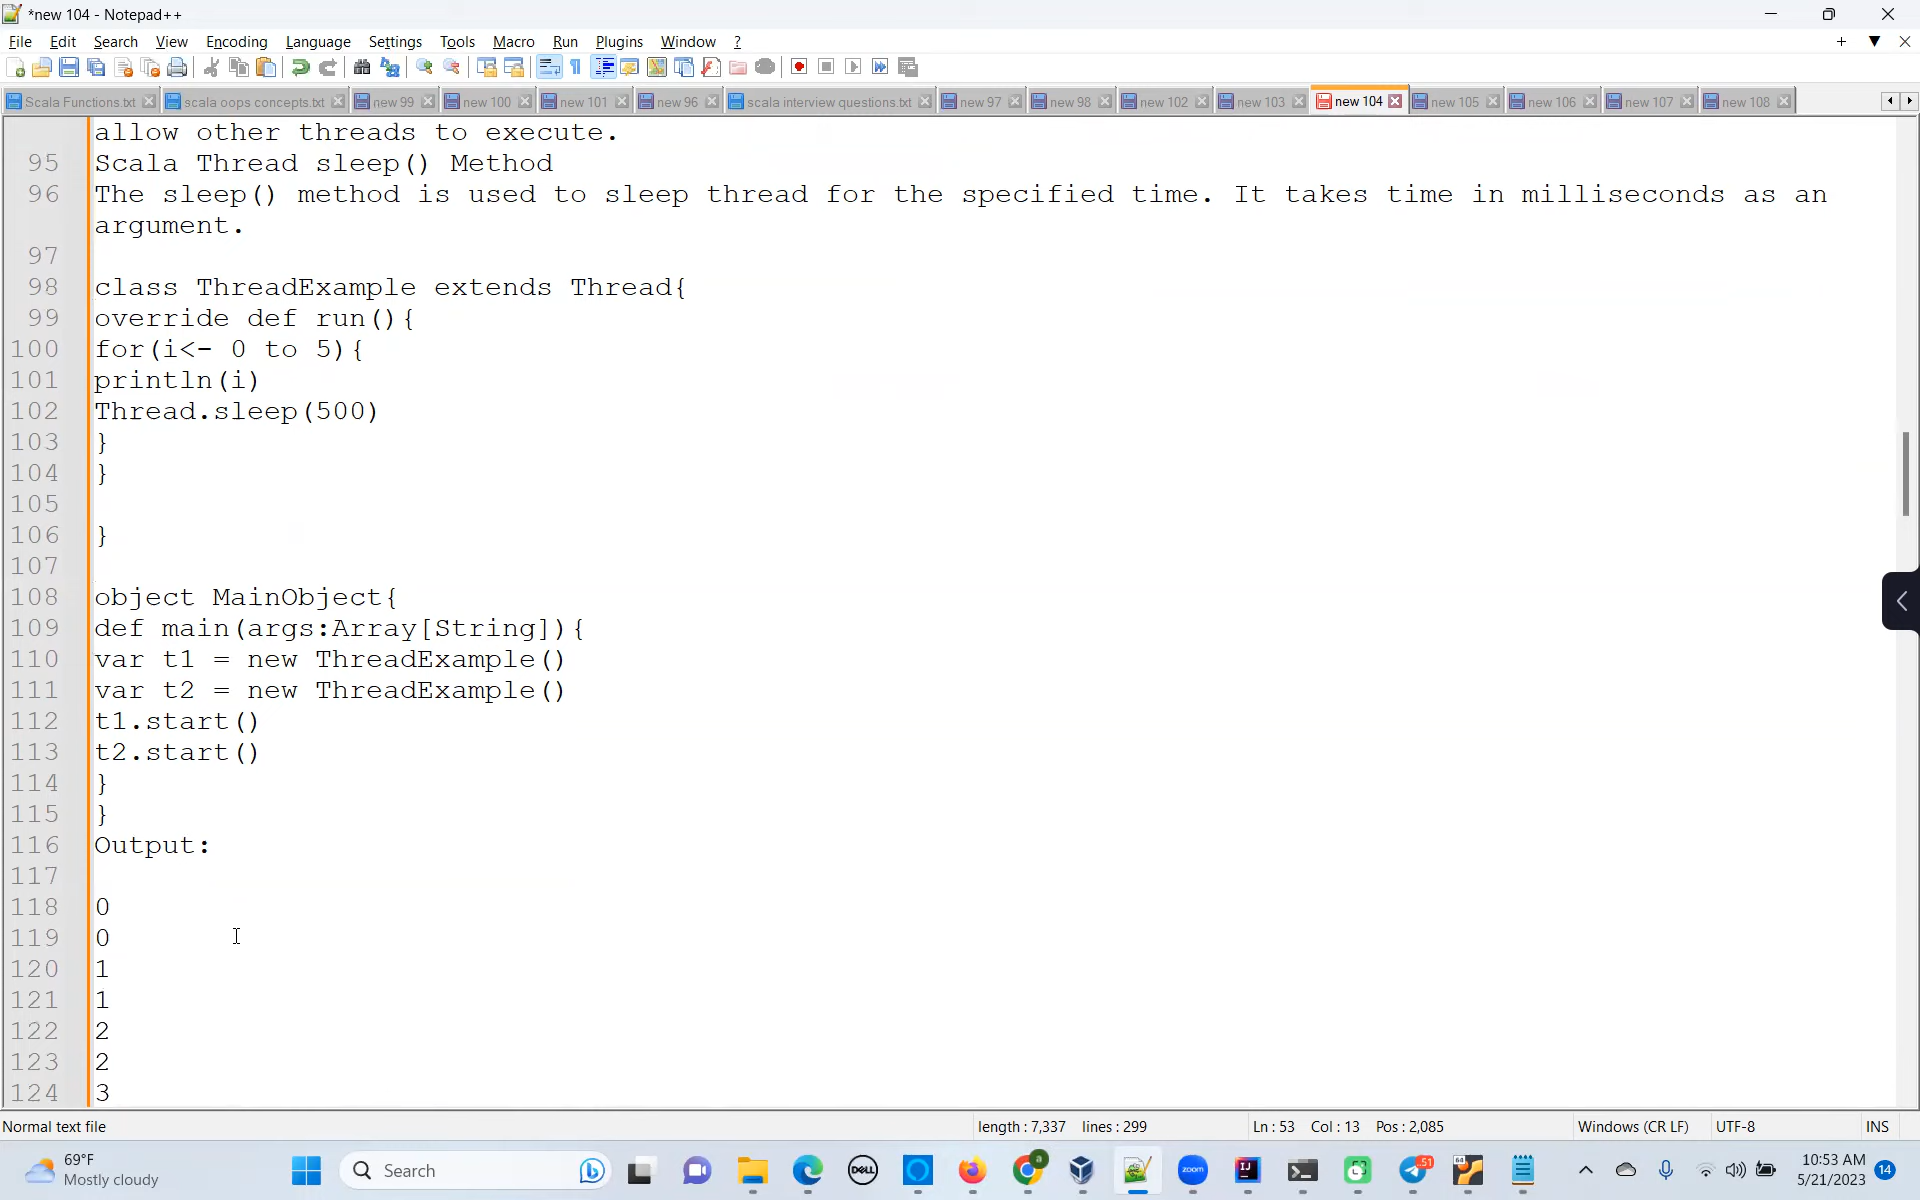 *new 104 - Notepad++
File Edit Search View Encoding Language Settings Tools Macro Run Plugins Window ?
Scala Functions.txt scala oops concepts.txt new 99 new 100 new 101 new 96 scala interview questions.txt new 97 new 98 new 102 new 103 new 104 new 105 new 106 new 107 new 108
allow other threads to execute.
95 Scala Thread sleep() Method
96 The sleep() method is used to sleep thread for the specified time. It takes time in milliseconds as an
argument.
97
98 class ThreadExample extends Thread{
99 override def run(){
100 for(i<- 0 to 5){
101 println(i)
102 Thread.sleep(500)
103 }
104 }
105
106 }
107
108 object MainObject{
109 def main(args:Array[String]){
110 var t1 = new ThreadExample()
111 var t2 = new ThreadExample()
112 t1.start()
113 t2.start()
114 }
115 }
116 Output:
117
118 0
119 0
120 1
121 1
122 2
123 2
124 3
Normal text file length : 7,337 lines : 299 Ln : 53 Col : 13 Pos : 2,085 Windows (CR LF) UTF-8 INS
69°F
Mostly cloudy
Search
DELL
zoom
IJ
64
51
10:53 AM
5/21/2023
14